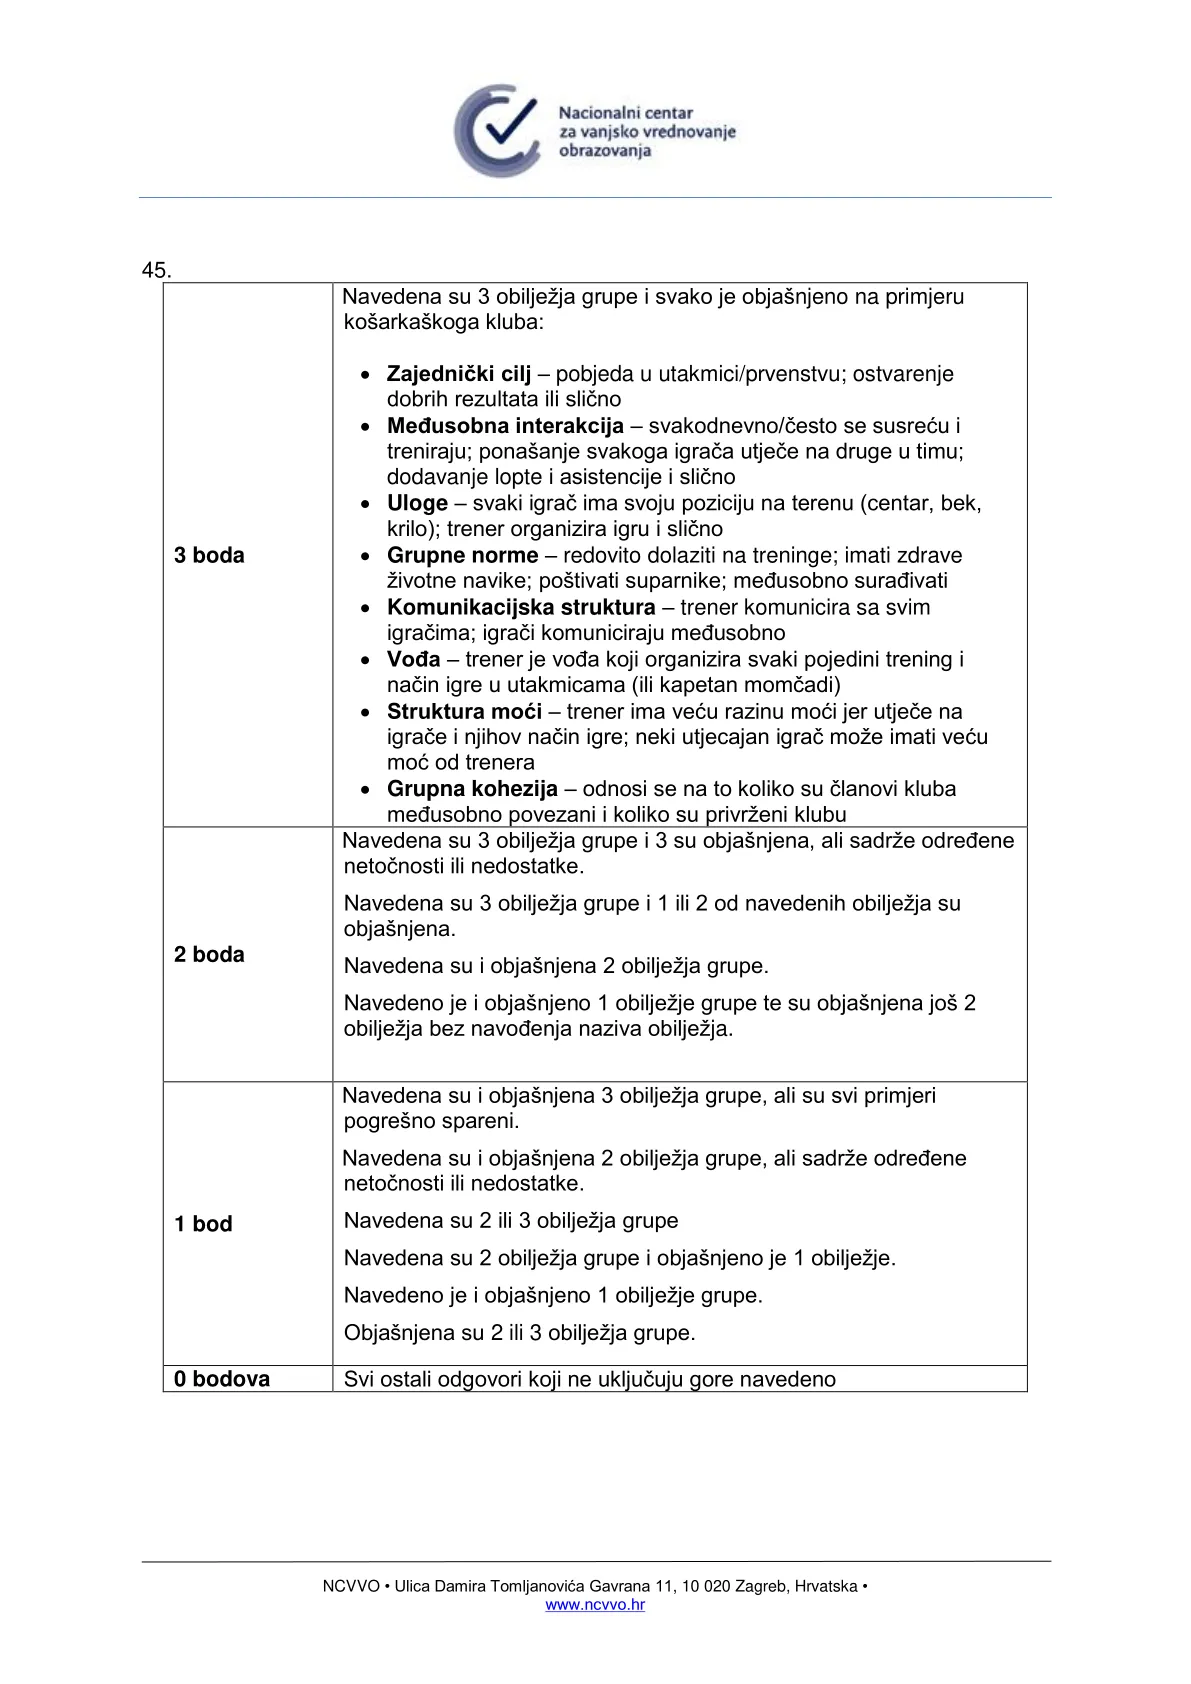 Nacionalni centar
za vanjsko vrednovanje
obrazovanja
45.
3 boda
Navedena su 3 obilježja grupe i svako je objašnjeno na primjeru
košarkaškoga kluba:
• Zajednički cilj – pobjeda u utakmici/prvenstvu; ostvarenje
dobrih rezultata ili slično
• Međusobna interakcija – svakodnevno/često se susreću i
treniraju; ponašanje svakoga igrača utječe na druge u timu;
dodavanje lopte i asistencije i slično
• Uloge – svaki igrač ima svoju poziciju na terenu (centar, bek,
krilo); trener organizira igru i slično
• Grupne norme – redovito dolaziti na treninge; imati zdrave
životne navike; poštivati suparnike; međusobno surađivati
• Komunikacijska struktura – trener komunicira sa svim
igračima; igrači komuniciraju međusobno
• Vođa – trener je vođa koji organizira svaki pojedini trening i
način igre u utakmicama (ili kapetan momčadi)
• Struktura moći – trener ima veću razinu moći jer utječe na
igrače i njihov način igre; neki utjecajan igrač može imati veću
moć od trenera
• Grupna kohezija – odnosi se na to koliko su članovi kluba
međusobno povezani i koliko su privrženi klubu
2 boda
Navedena su 3 obilježja grupe i 3 su objašnjena, ali sadrže određene
netočnosti ili nedostatke.
Navedena su 3 obilježja grupe i 1 ili 2 od navedenih obilježja su
objašnjena.
Navedena su i objašnjena 2 obilježja grupe.
Navedeno je i objašnjeno 1 obilježje grupe te su objašnjena još 2
obilježja bez navođenja naziva obilježja.
1 bod
Navedena su i objašnjena 3 obilježja grupe, ali su svi primjeri
pogrešno spareni.
Navedena su i objašnjena 2 obilježja grupe, ali sadrže određene
netočnosti ili nedostatke.
Navedena su 2 ili 3 obilježja grupe
Navedena su 2 obilježja grupe i objašnjeno je 1 obilježje.
Navedeno je i objašnjeno 1 obilježje grupe.
Objašnjena su 2 ili 3 obilježja grupe.
0 bodova
Svi ostali odgovori koji ne uključuju gore navedeno
NCVVO • Ulica Damira Tomljanovića Gavrana 11, 10 020 Zagreb, Hrvatska •
www.ncvvo.hr